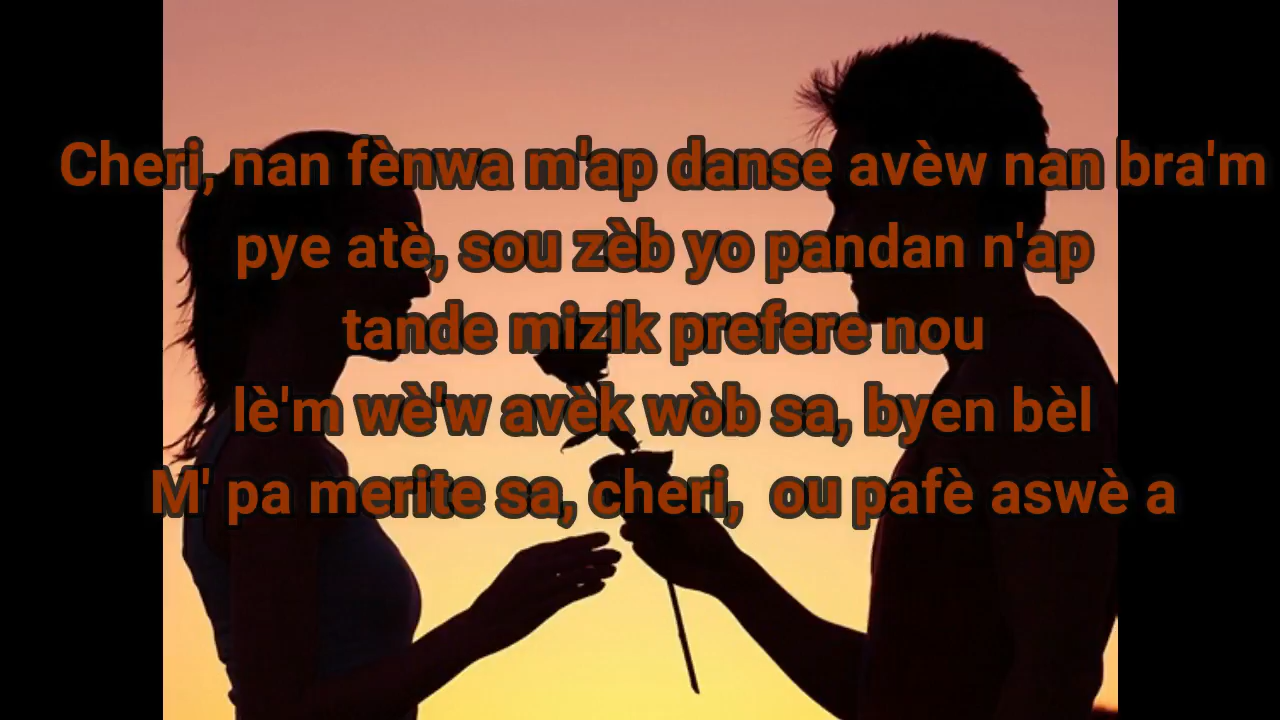 Cheri, nan fènwa m'ap danse avèw nan bra'm
pye atè, sou zèb yo pandan n'ap
tande mizik prefere nou
lè'm wè'w avèk wòb sa, byen bèl
M' pa merite sa, cheri, ou pafè aswè a